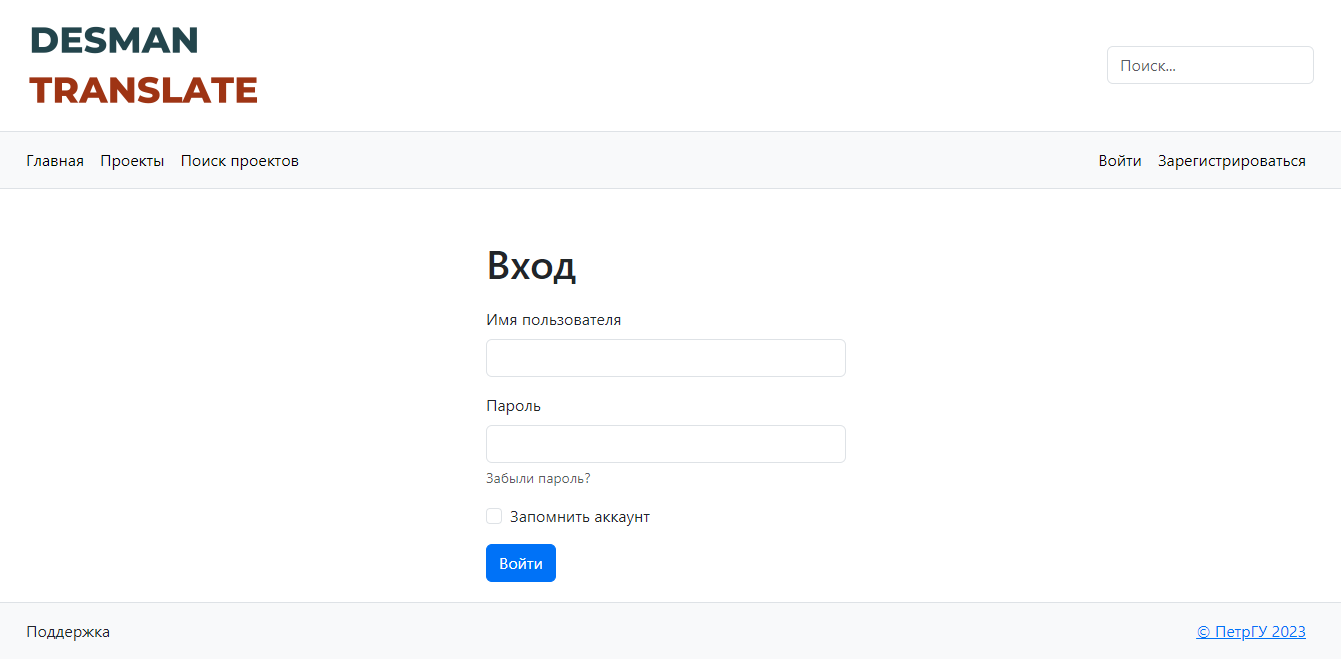 DESMAN
TRANSLATE
Поиск...
Главная Проекты Поиск проектов Войти Зарегистрироваться
Вход
Имя пользователя
Пароль
Забыли пароль?
Запомнить аккаунт
Войти
Поддержка © ПетрГУ 2023